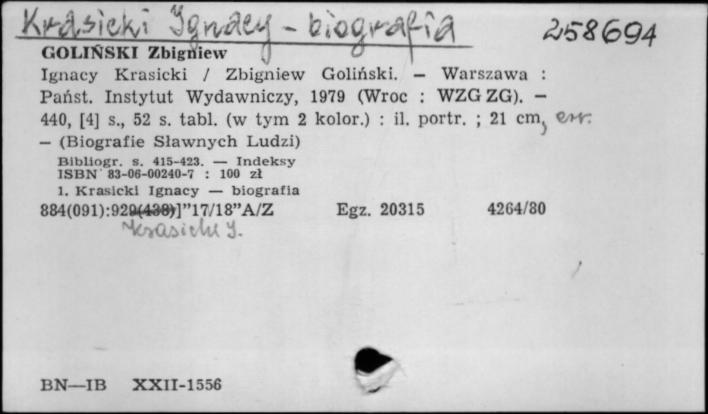 Krasicki Ignacy - biografia 258694
GOLIŃSKI Zbigniew
Ignacy Krasicki / Zbigniew Goliński. — Warszawa :
Państ. Instytut Wydawniczy, 1979 (Wroc : WZG ZG). —
440, [4] s., 52 s. tabl. (w tym 2 kolor.) : il. portr. ; 21 cm, err.
— (Biografie Sławnych Ludzi)
Bibliogr. s. 415-423. — Indeksy
ISBN 83-06-00240-7 : 100 zł
1. Krasicki Ignacy — biografia
884(091):929(438)]"17/18"A/Z Egz. 20315 4264/80
Krasicki I.
BN—IB XXII-1556